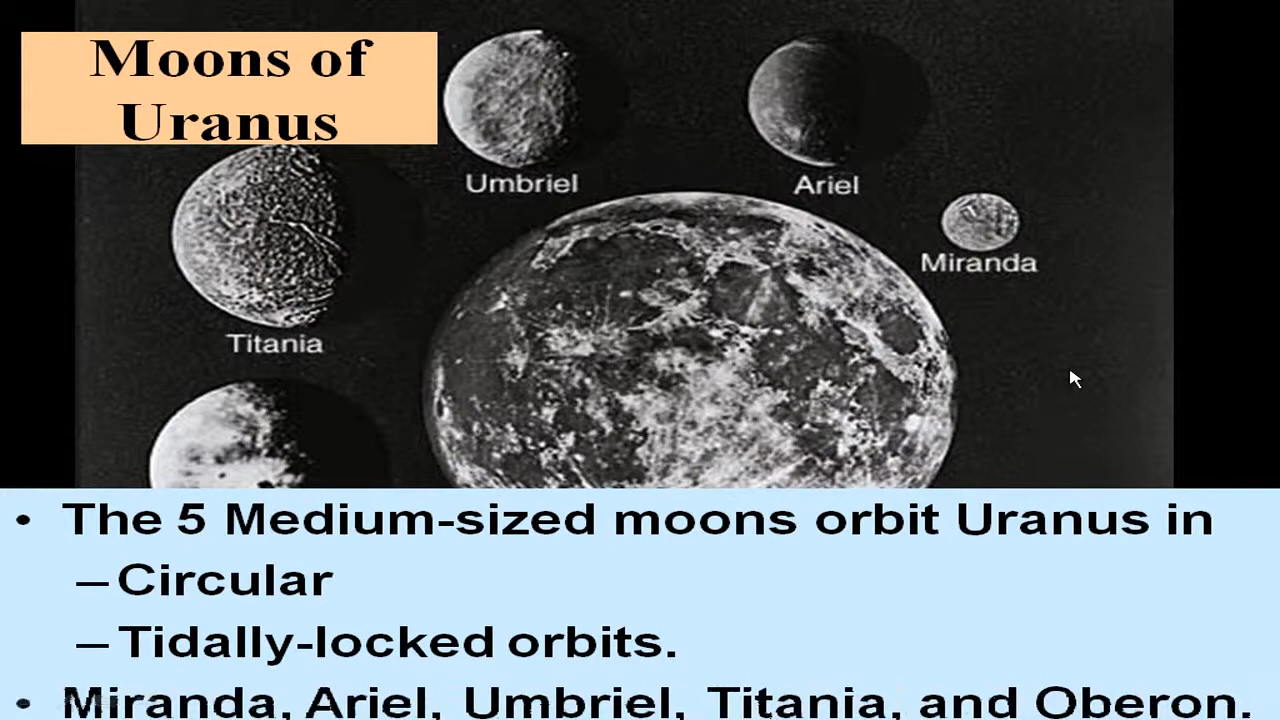 Moons of
Uranus
Umbriel
Ariel
Miranda
Titania
• The 5 Medium-sized moons orbit Uranus in
– Circular
– Tidally-locked orbits.
• Miranda, Ariel, Umbriel, Titania, and Oberon.